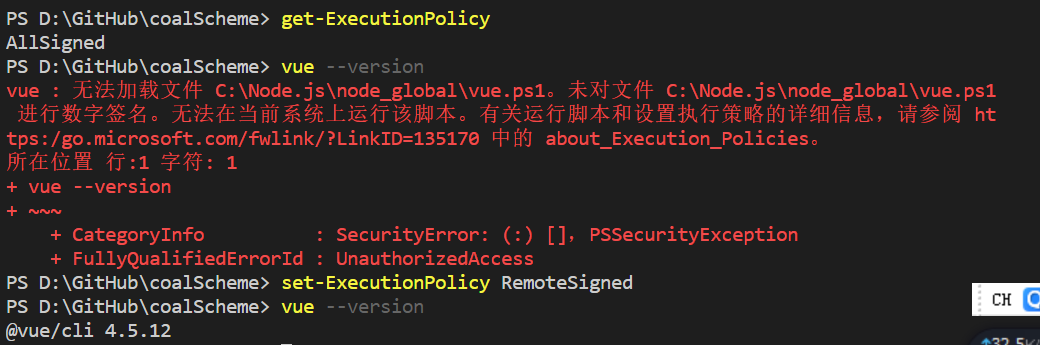 PS D:\GitHub\coalScheme> get-ExecutionPolicy
AllSigned
PS D:\GitHub\coalScheme> vue --version
vue : 无法加载文件 C:\Node.js\node_global\vue.ps1。未对文件 C:\Node.js\node_global\vue.ps1
进行数字签名。无法在当前系统上运行该脚本。有关运行脚本和设置执行策略的详细信息，请参阅 ht
tps:/go.microsoft.com/fwlink/?LinkID=135170 中的 about_Execution_Policies。
所在位置 行:1 字符: 1
+ vue --version
+ ~~~
    + CategoryInfo          : SecurityError: (:) []，PSSecurityException
    + FullyQualifiedErrorId : UnauthorizedAccess
PS D:\GitHub\coalScheme> set-ExecutionPolicy RemoteSigned
PS D:\GitHub\coalScheme> vue --version
CH
@vue/cli 4.5.12